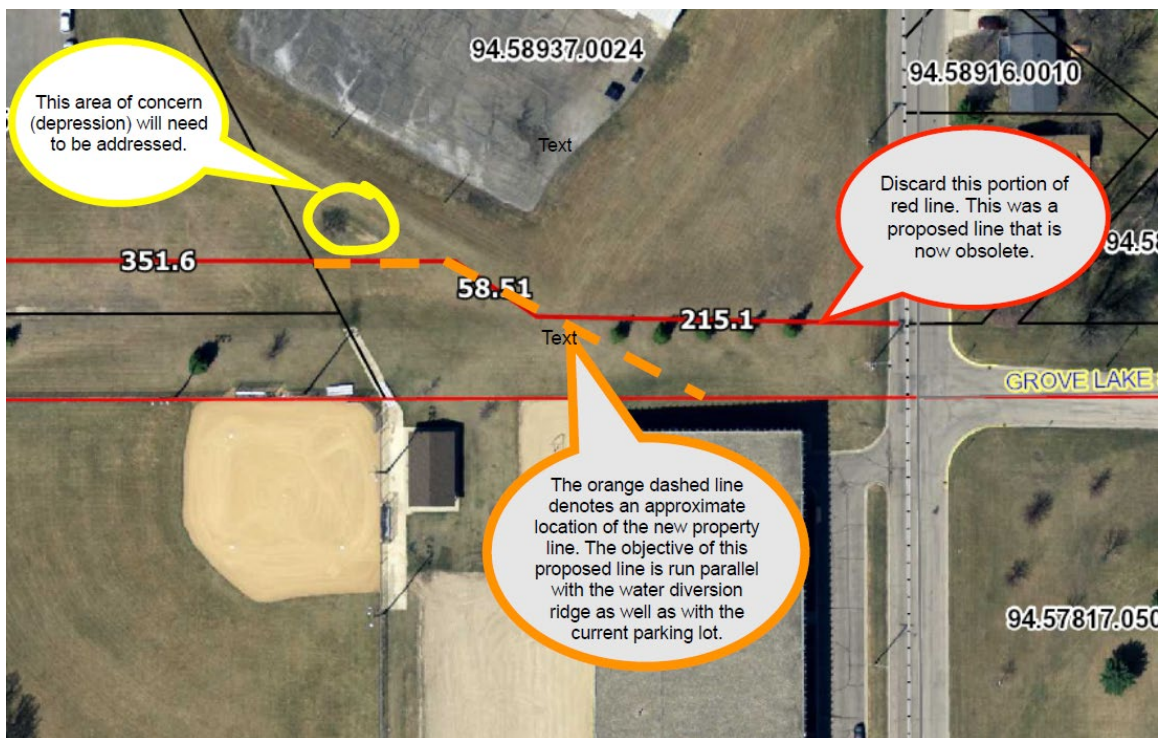 94.58937.0024
94.58916.0010
This area of concern
(depression) will need
to be addressed.
Text
Discard this portion of
red line. This was a
proposed line that is
now obsolete.
94.58
351.6
58.51
215.1
Text
GROVE LAKE
The orange dashed line
denotes an approximate
location of the new property
line. The objective of this
proposed line is run parallel
with the water diversion
ridge as well as with the
current parking lot.
94.57817.050